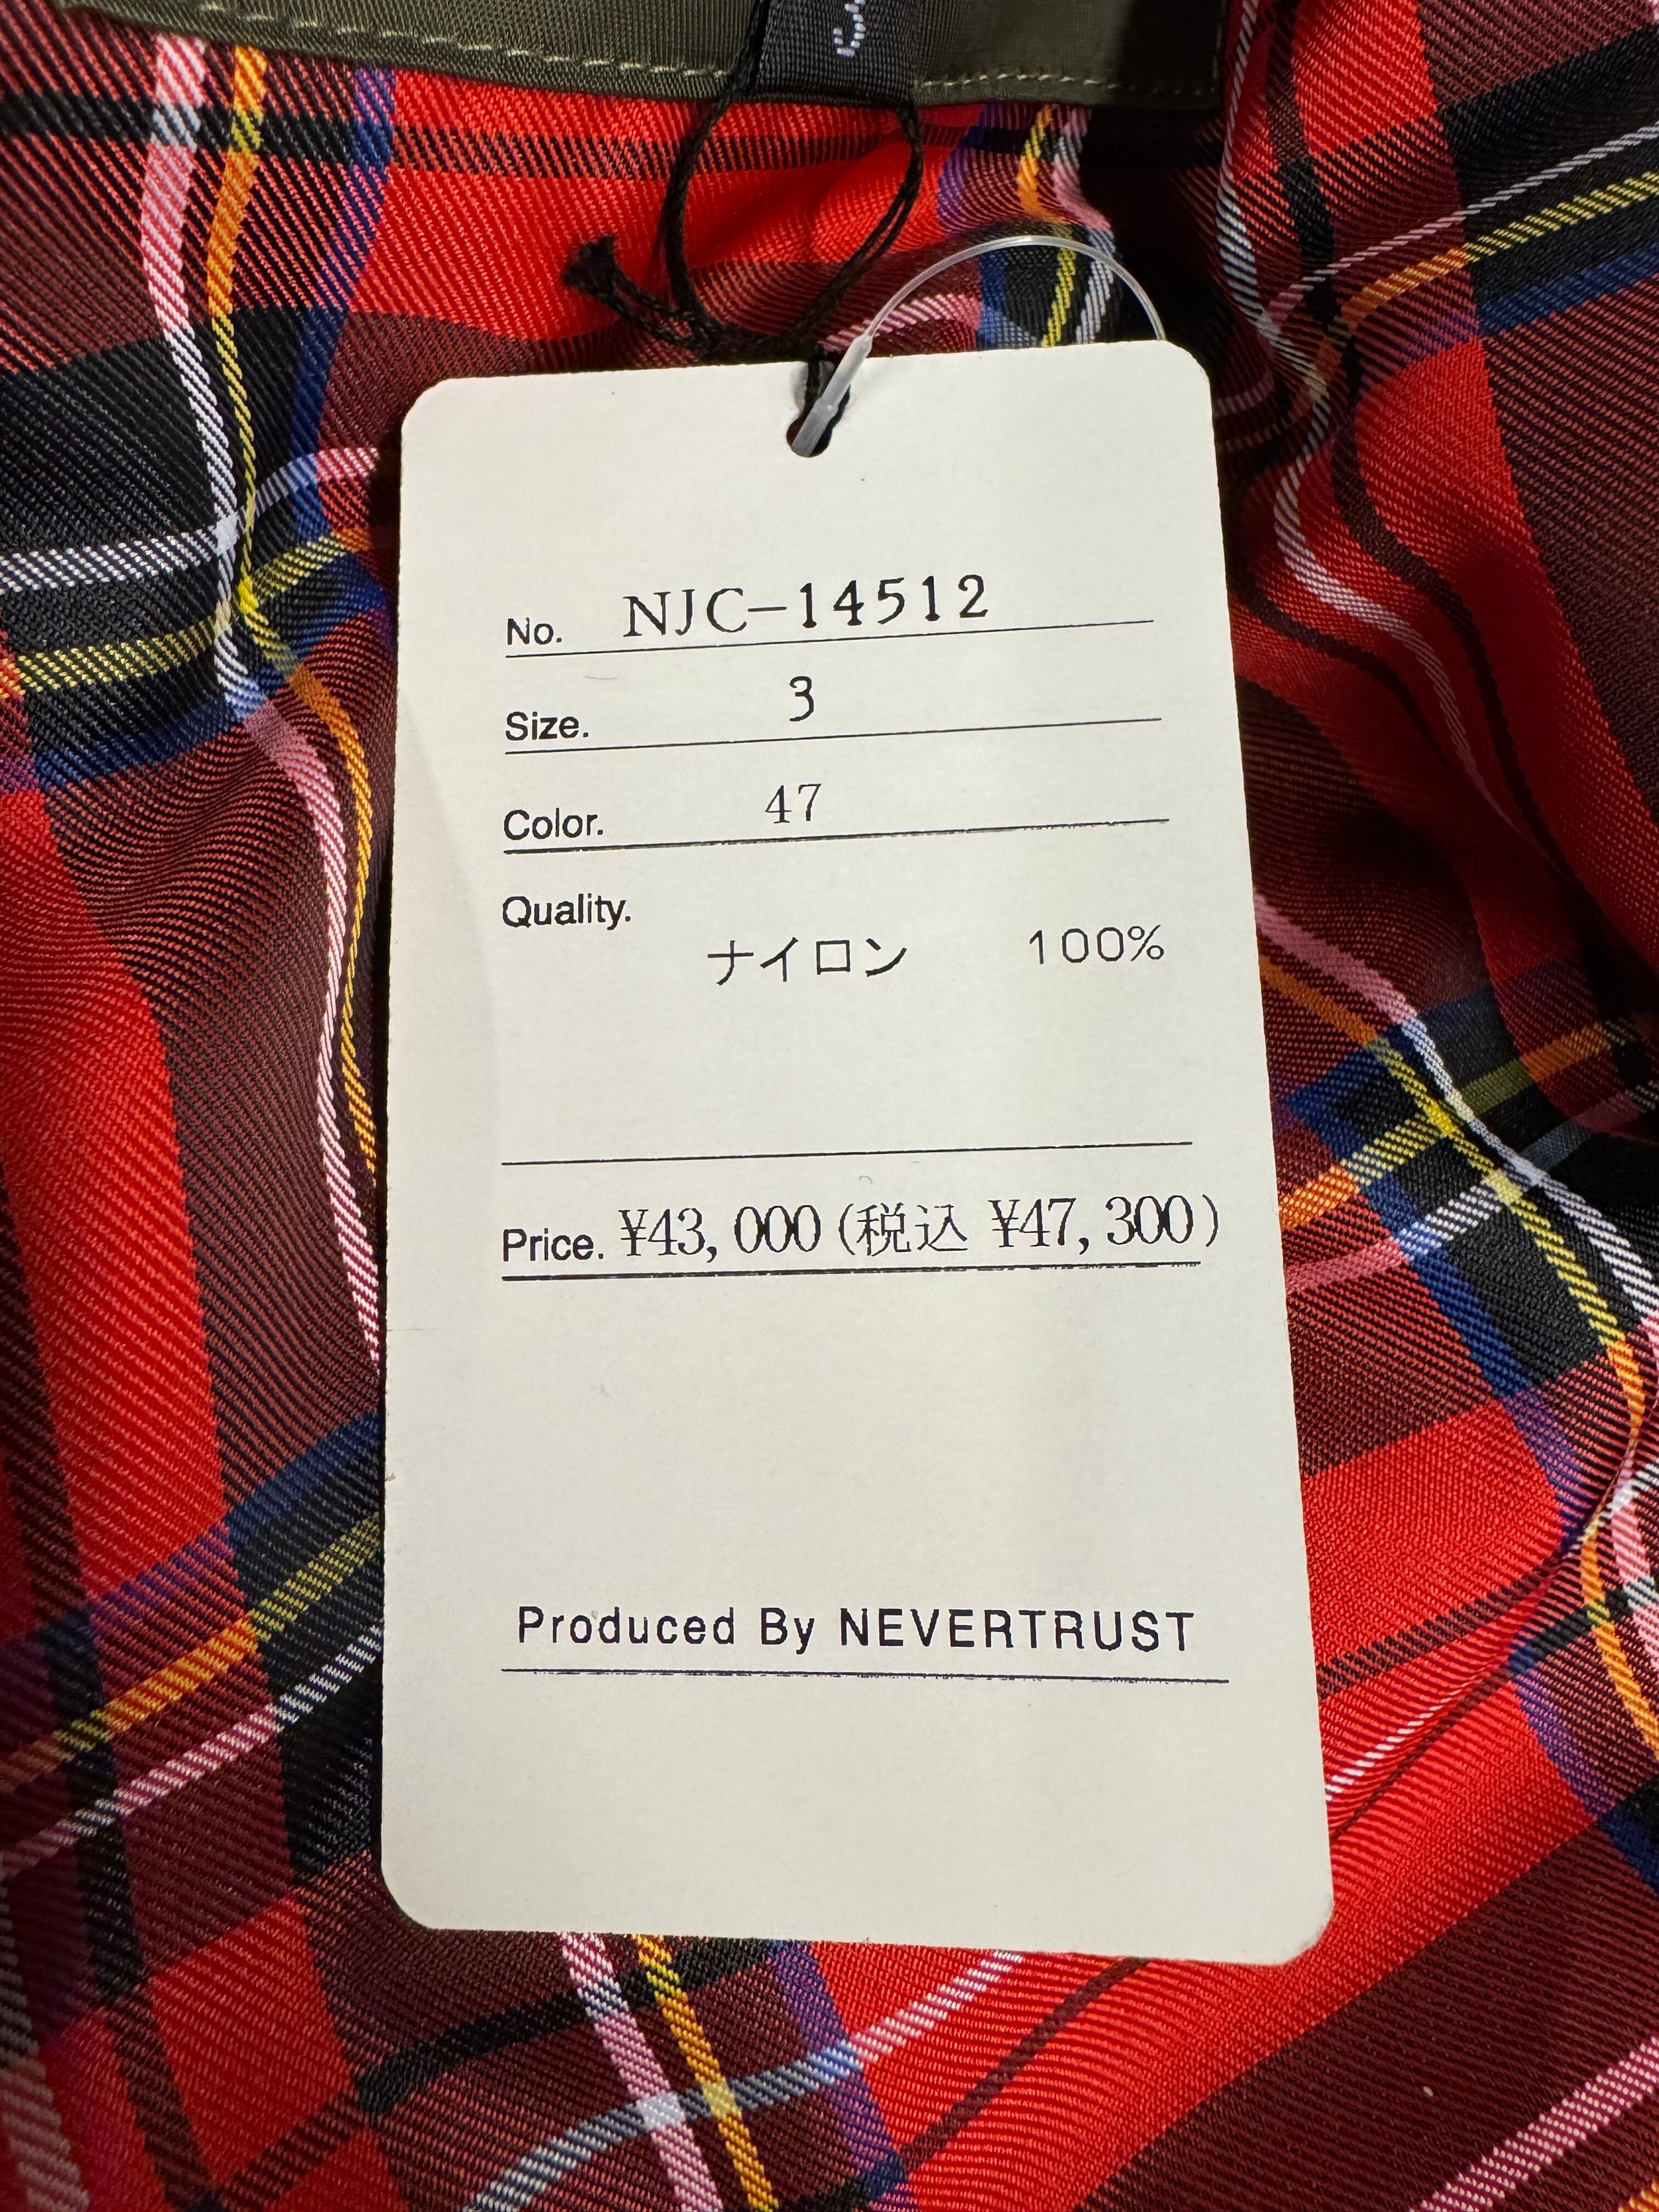 No. NJC-14512
Size. 3
Color. 47
Quality.
ナイロン 100%
Price. ¥43,000(税込 ¥47,300)
Produced By NEVERTRUST